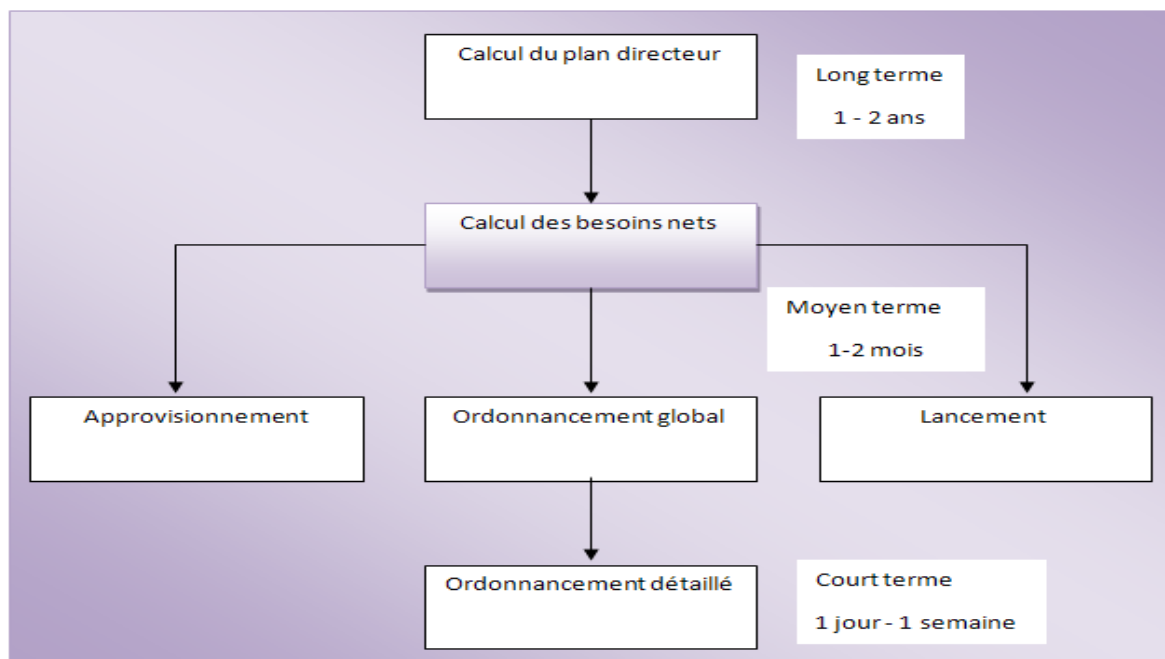 Calcul du plan directeur
Long terme
1 - 2 ans
Calcul des besoins nets
Moyen terme
1-2 mois
Approvisionnement
Ordonnancement global
Lancement
Ordonnancement détaillé
Court terme
1 jour - 1 semaine